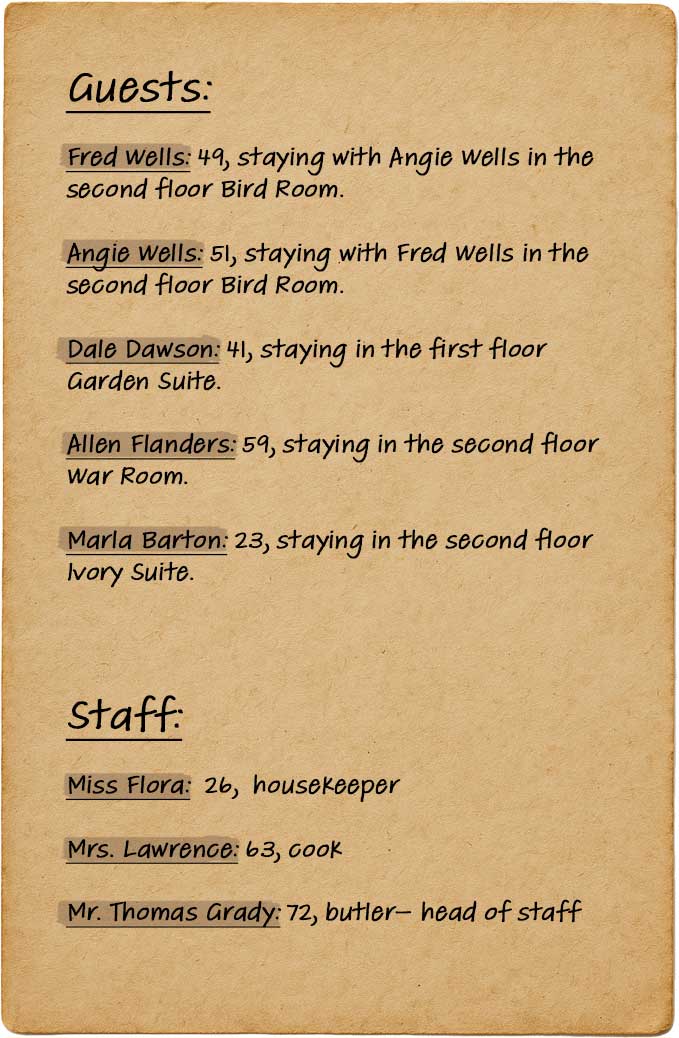 Guests:
Fred Wells: 49, staying with Angie Wells in the
second floor Bird Room.
Angie Wells: 51, staying with Fred Wells in the
second floor Bird Room.
Dale Dawson: 41, staying in the first floor
Garden Suite.
Allen Flanders: 59, staying in the second floor
War Room.
Marla Barton: 23, staying in the second floor
Ivory Suite.
Staff:
Miss Flora: 26, housekeeper
Mrs. Lawrence: 63, cook
Mr. Thomas Grady: 72, butler— head of staff